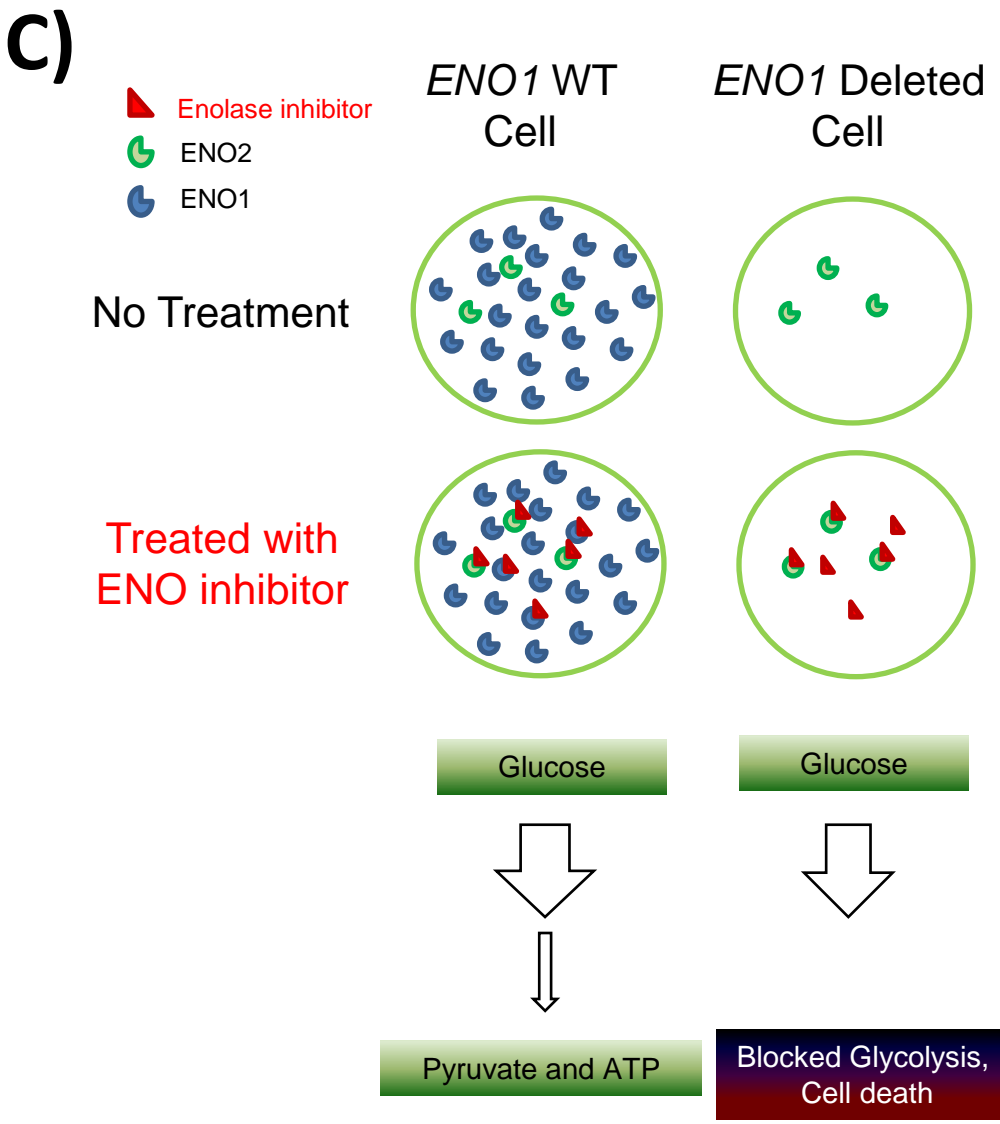 C)
Enolase inhibitor
ENO2
ENO1
ENO1 WT
Cell
ENO1 Deleted
Cell
No Treatment
Treated with
ENO inhibitor
Glucose
Glucose
Pyruvate and ATP
Blocked Glycolysis,
Cell death